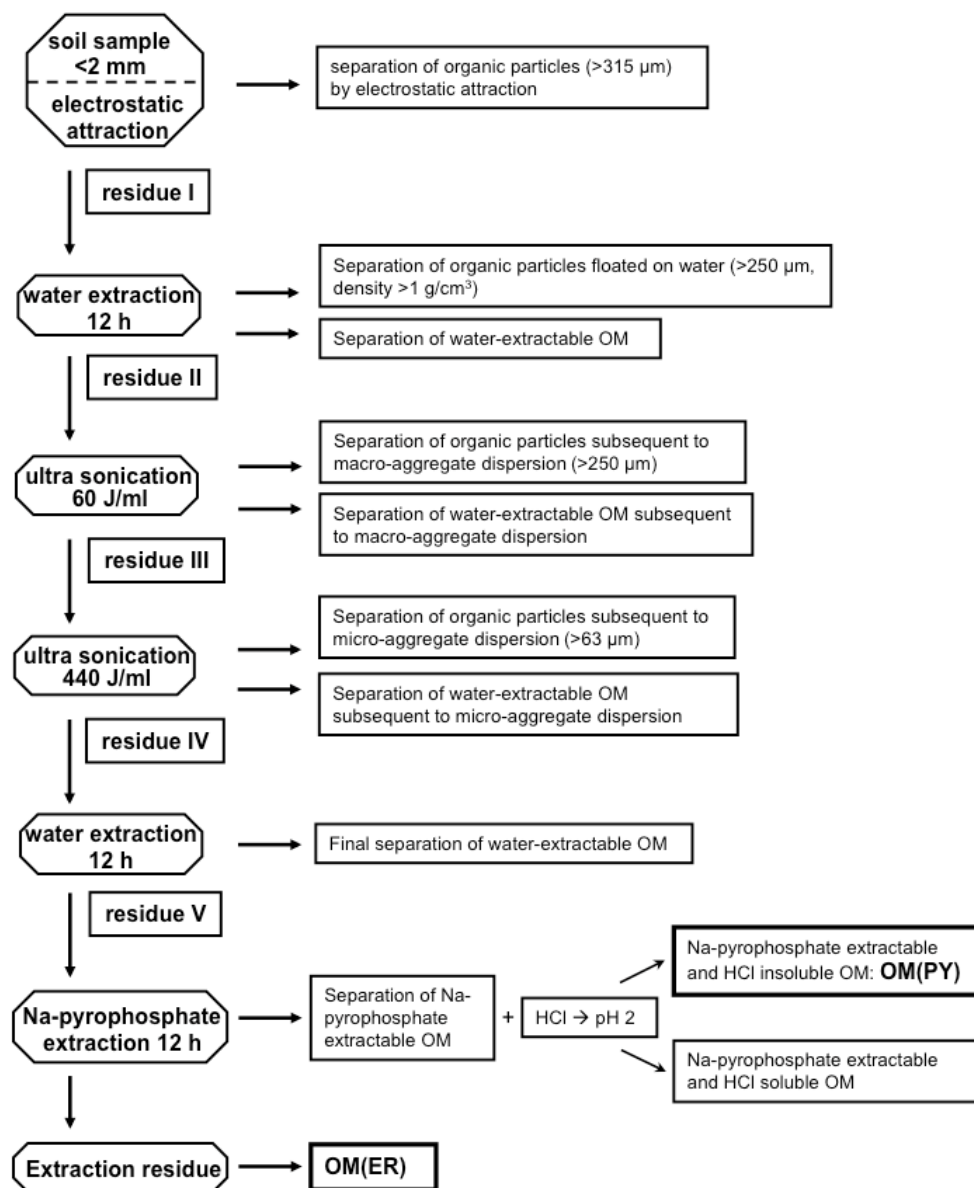 soil sample
<2 mm
electrostatic
attraction
separation of organic particles (>315 µm)
by electrostatic attraction
residue I
water extraction
12 h
Separation of organic particles floated on water (>250 µm,
density >1 g/cm³)
Separation of water-extractable OM
residue II
ultra sonication
60 J/ml
Separation of organic particles subsequent to
macro-aggregate dispersion (>250 µm)
Separation of water-extractable OM subsequent
to macro-aggregate dispersion
residue III
ultra sonication
440 J/ml
Separation of organic particles subsequent to
micro-aggregate dispersion (>63 µm)
Separation of water-extractable OM
subsequent to micro-aggregate dispersion
residue IV
water extraction
12 h
Final separation of water-extractable OM
residue V
Na-pyrophosphate
extraction 12 h
Separation of Na-
pyrophosphate
extractable OM
+
HCl → pH 2
Na-pyrophosphate extractable
and HCl insoluble OM: OM(PY)
Na-pyrophosphate extractable
and HCl soluble OM
Extraction residue
OM(ER)